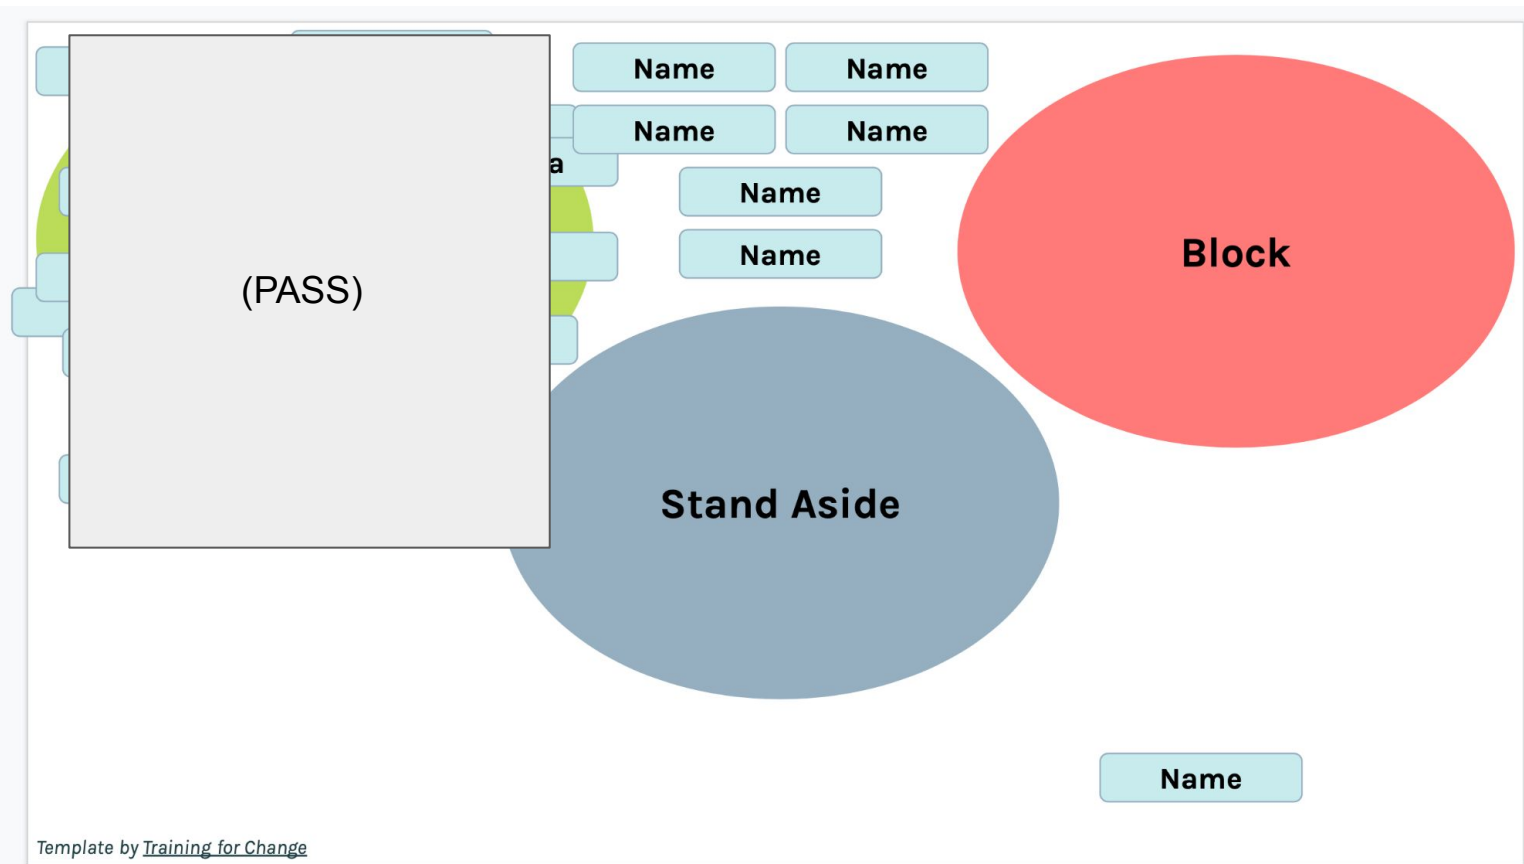 Name Name
Name Name
a
Name
Name
Block
(PASS)
Stand Aside
Name
Template by Training for Change